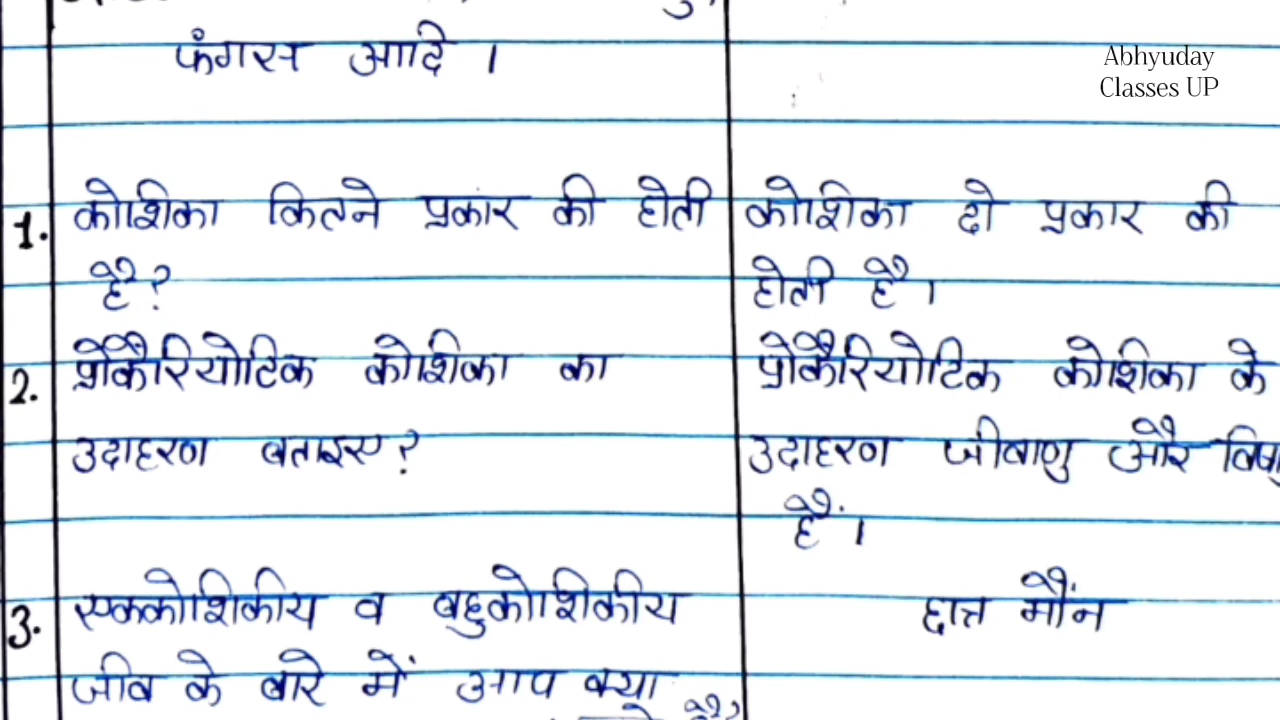 फंगस आदि ।
Abhyuday
Classes UP
1. कोशिका कितने प्रकार की होती
है?
कोशिका दो प्रकार की
होती है।
2. प्रोकैरियोटिक कोशिका का
उदाहरण बताइए?
प्रोकैरियोटिक कोशिका के
उदाहरण जीवाणु और
हैं।
3. एककोशिकीय व बहुकोशिकीय
जीव के बारे में आप क्या
छात्र मौंन